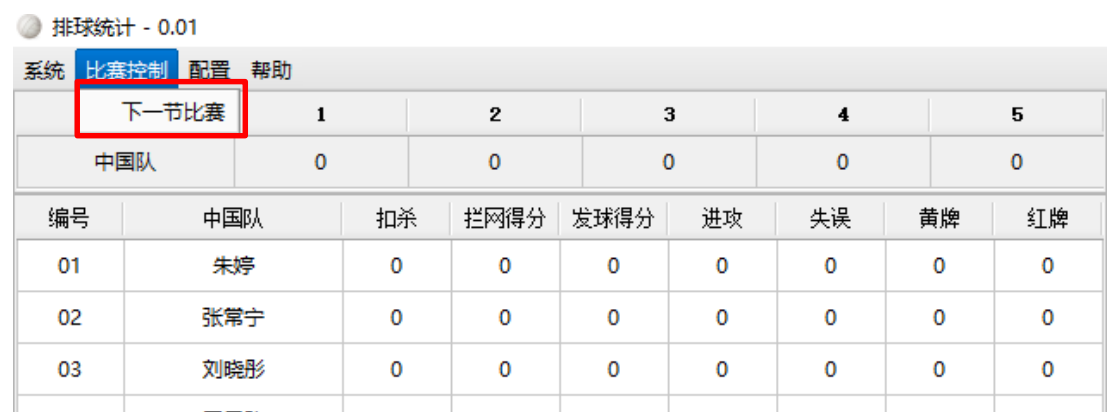 排球统计 - 0.01
系统 比赛控制 配置 帮助
下一节比赛 1 2 3 4 5
中国队 0 0 0 0 0
编号 中国队 扣杀 拦网得分 发球得分 进攻 失误 黄牌 红牌
01 朱婷 0 0 0 0 0 0 0
02 张常宁 0 0 0 0 0 0 0
03 刘晓彤 0 0 0 0 0 0 0